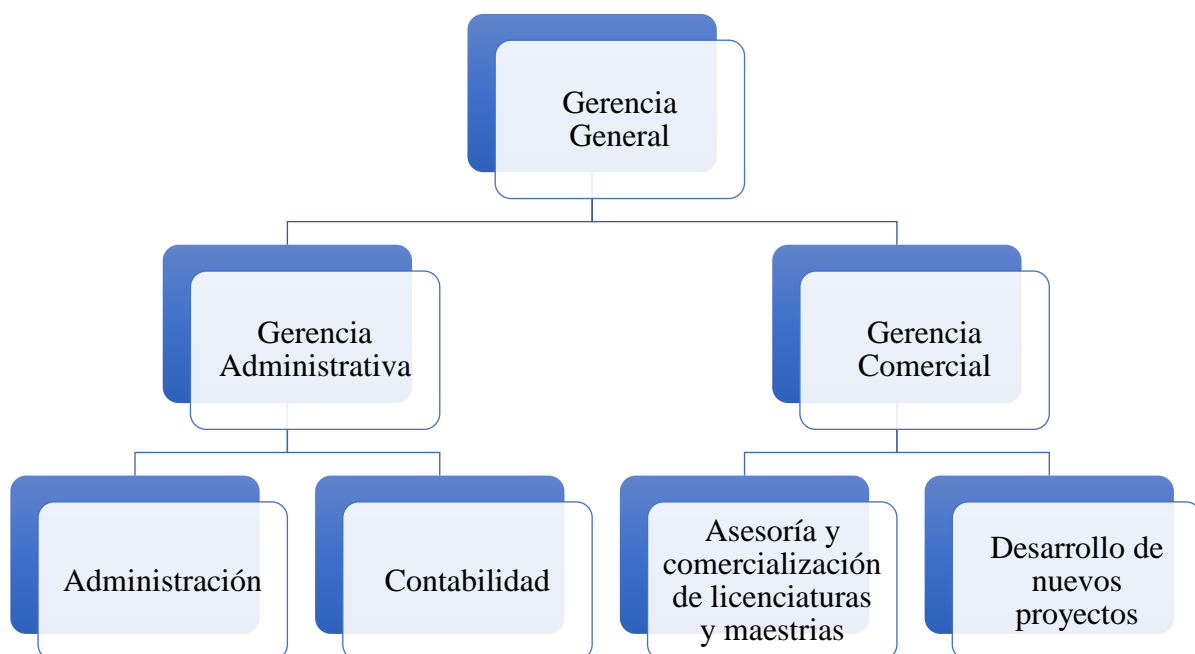 Gerencia
General
Gerencia
Administrativa
Gerencia
Comercial
Administración
Contabilidad
Asesoría y
comercialización
de licenciaturas
y maestrias
Desarrollo de
nuevos
proyectos